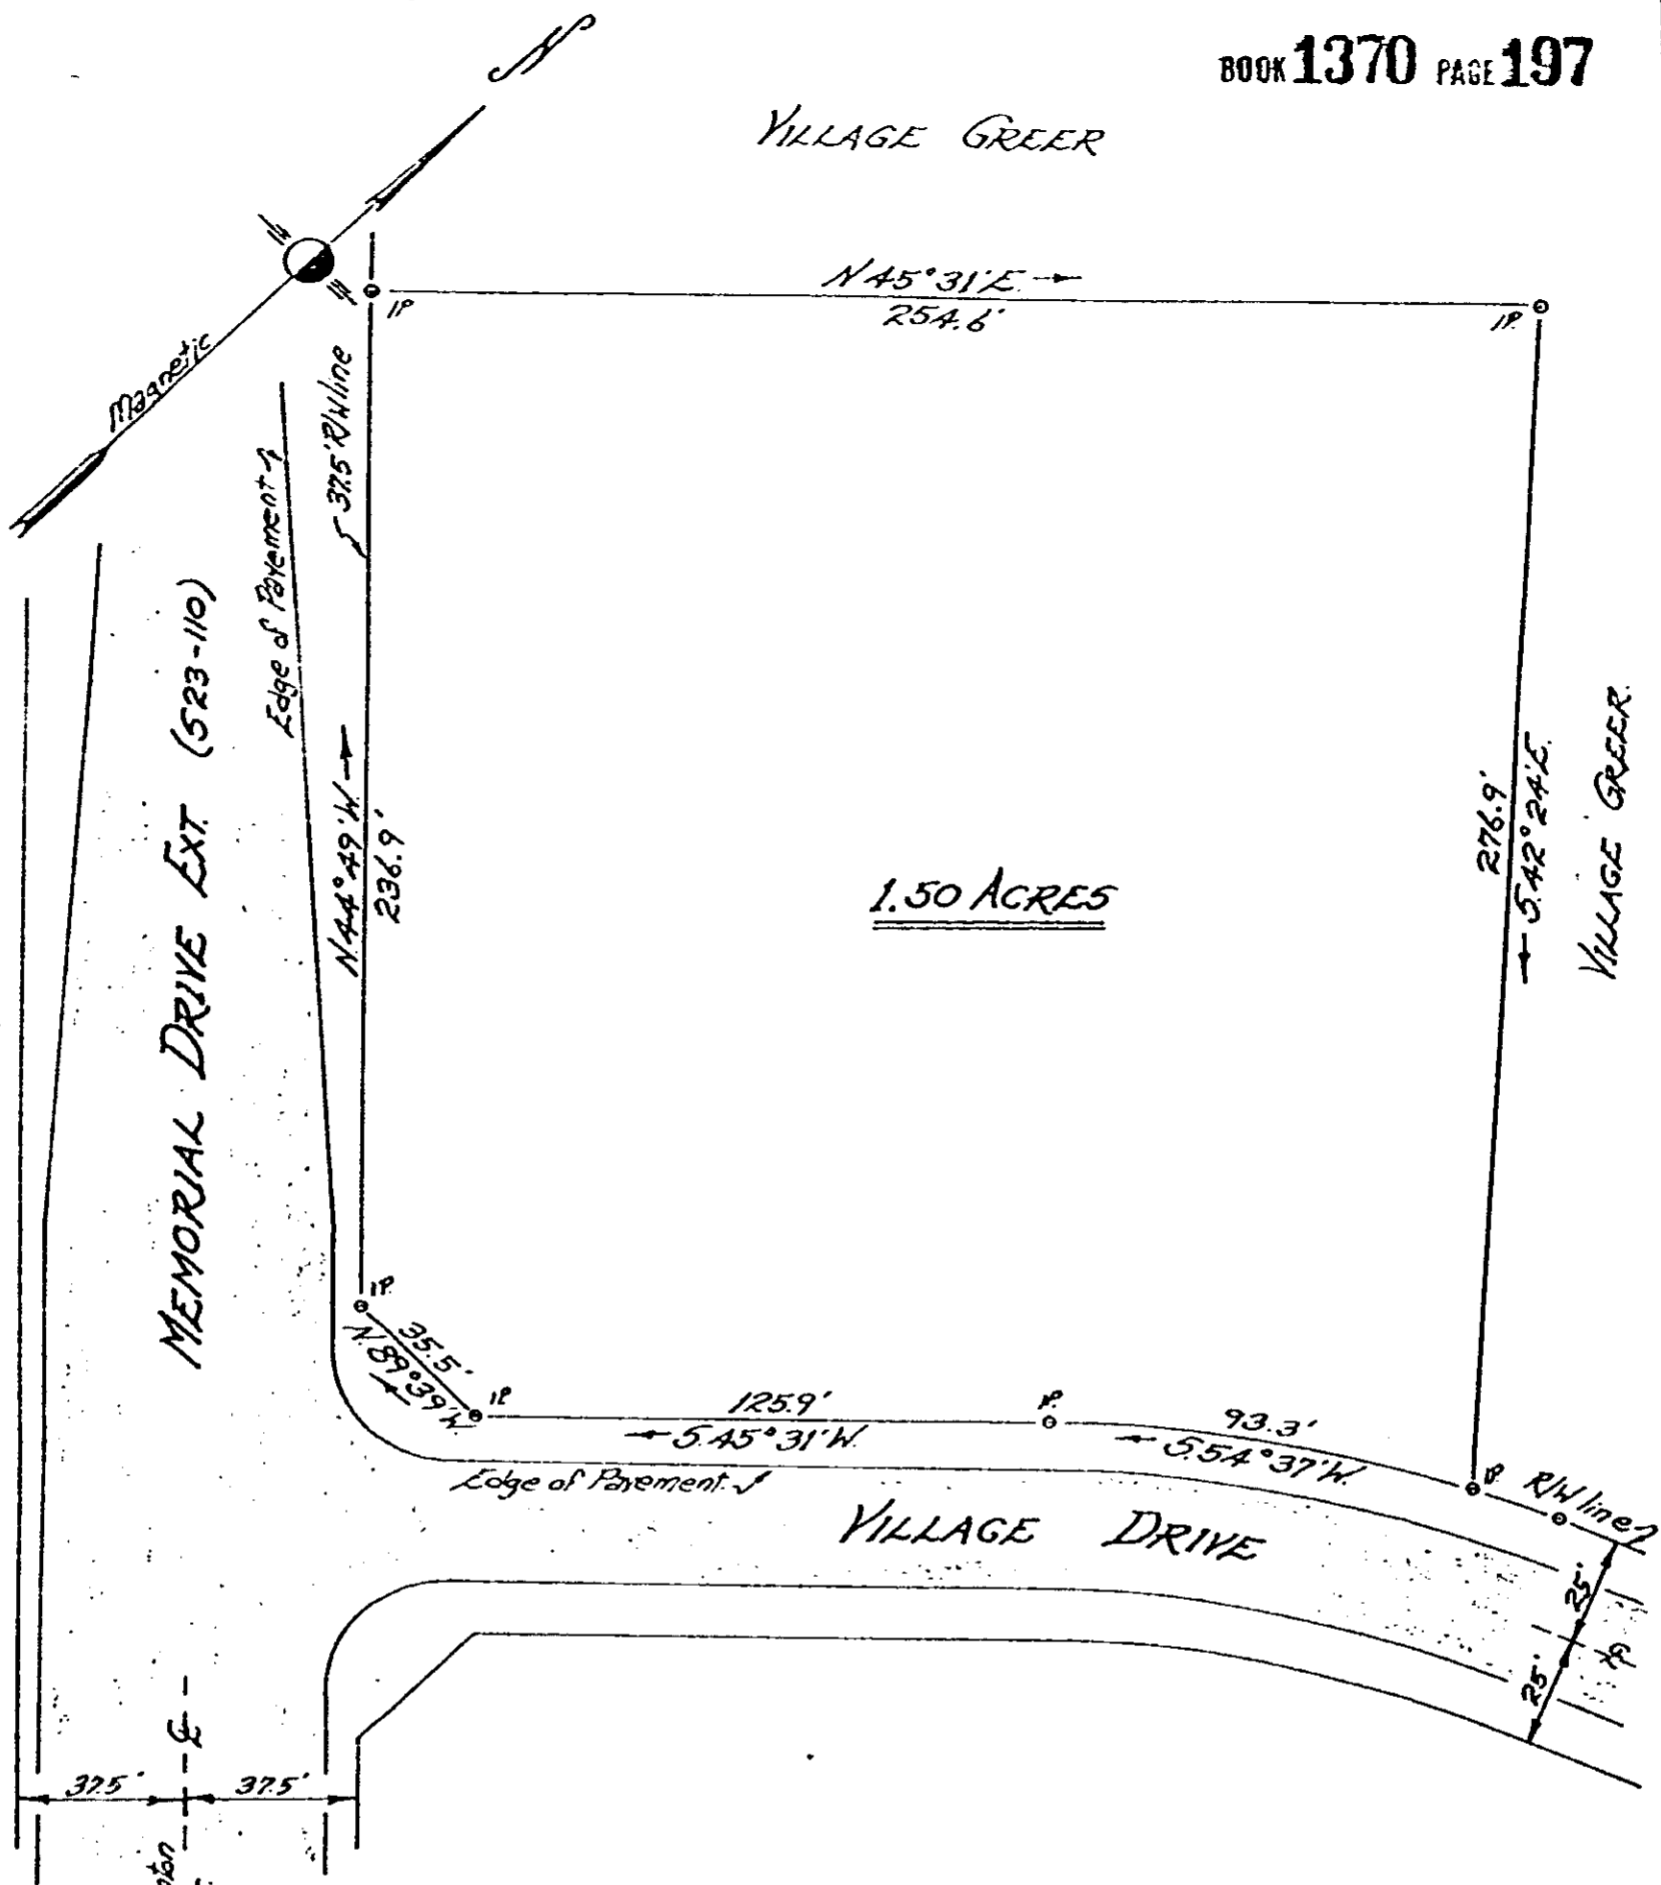 BOOK 1370 PAGE 197
N
VILLAGE GREER
Magnetic
N 45° 31' E.
254.6'
IP
IP.
37.5' R/W line
Edge of Pavement
MEMORIAL DRIVE EXT. (523-110)
N. 44° 49' W.
236.9'
1.50 ACRES
276.9'
S. 42° 24' E.
VILLAGE GREER.
IP.
35.5'
N. 89° 39' W.
IP
125.9'
S. 45° 31' W.
IP.
93.3'
S. 54° 37' W.
IP.
R/W line
Edge of Pavement.
VILLAGE DRIVE
25'
25'
37.5'
37.5'